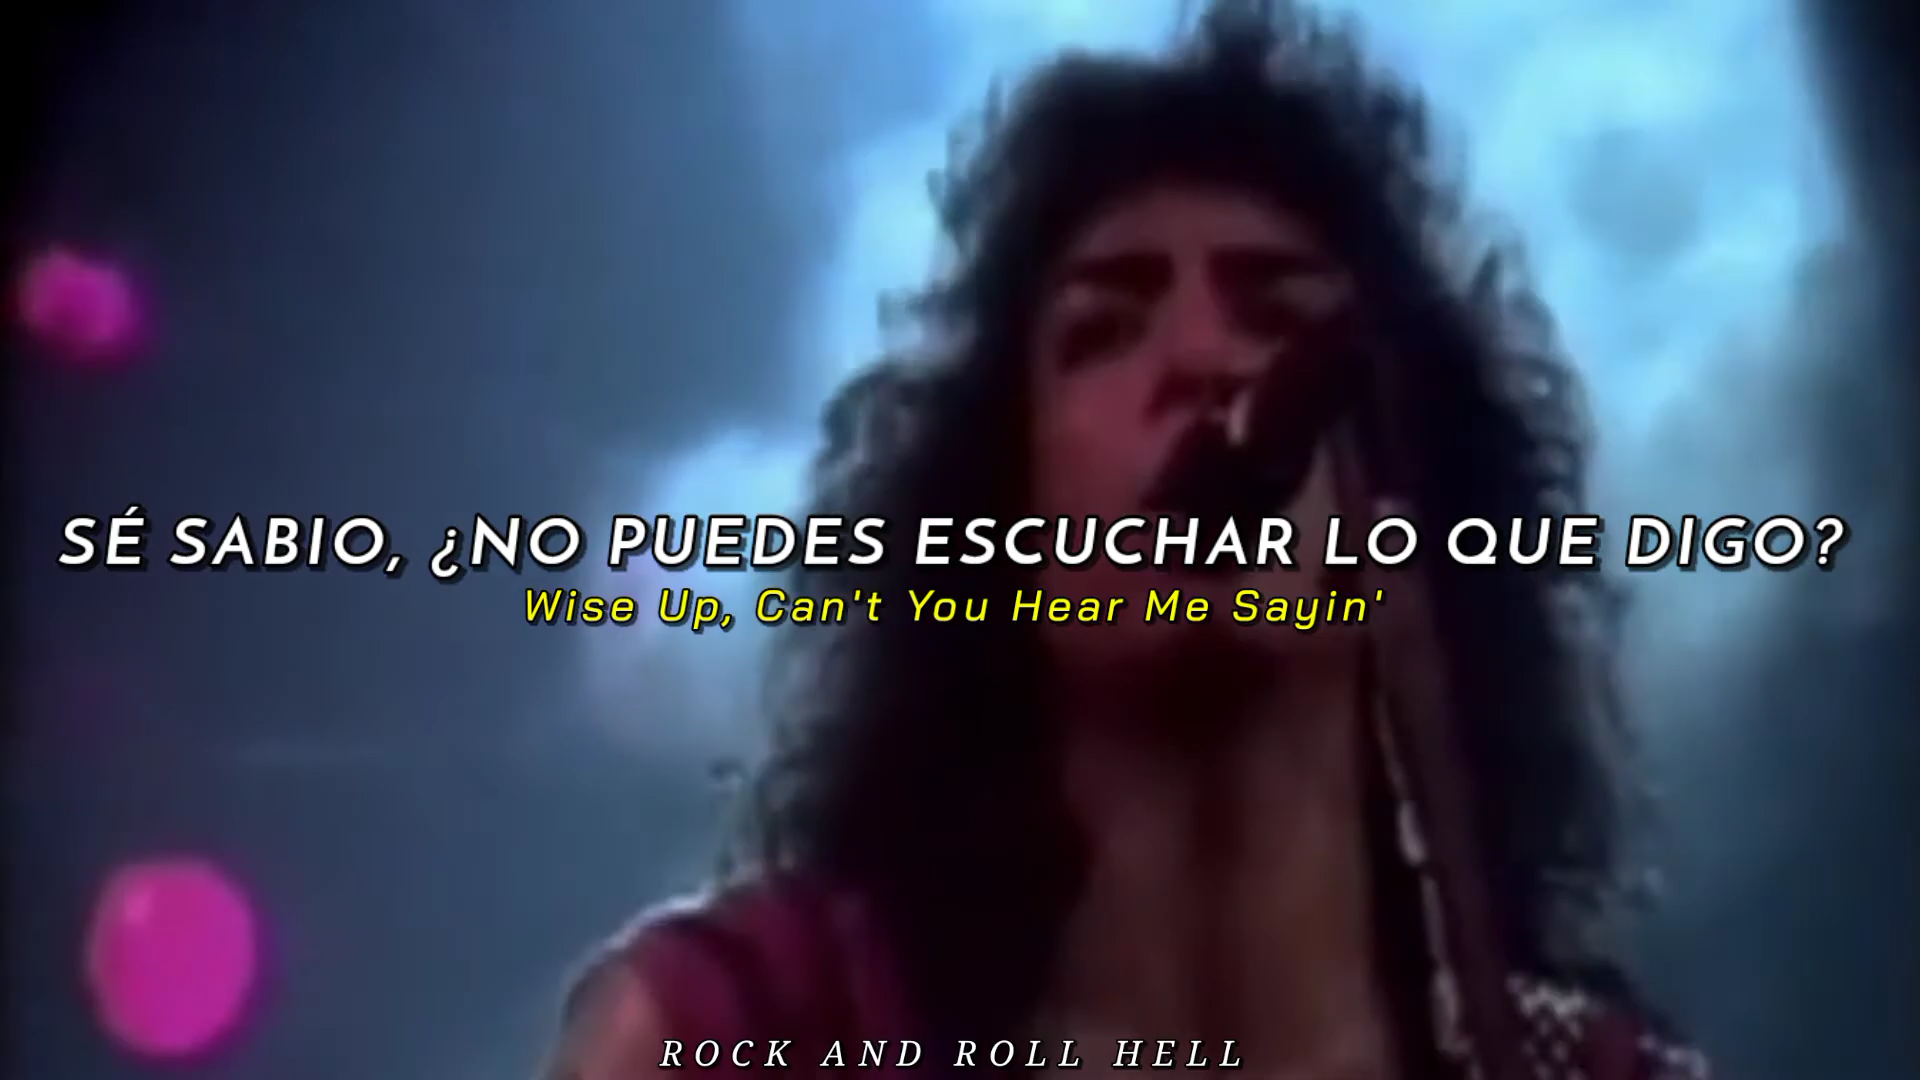 SÉ SABIO, ¿NO PUEDES ESCUCHAR LO QUE DIGO?
Wise Up, Can't You Hear Me Sayin'
ROCK AND ROLL HELL